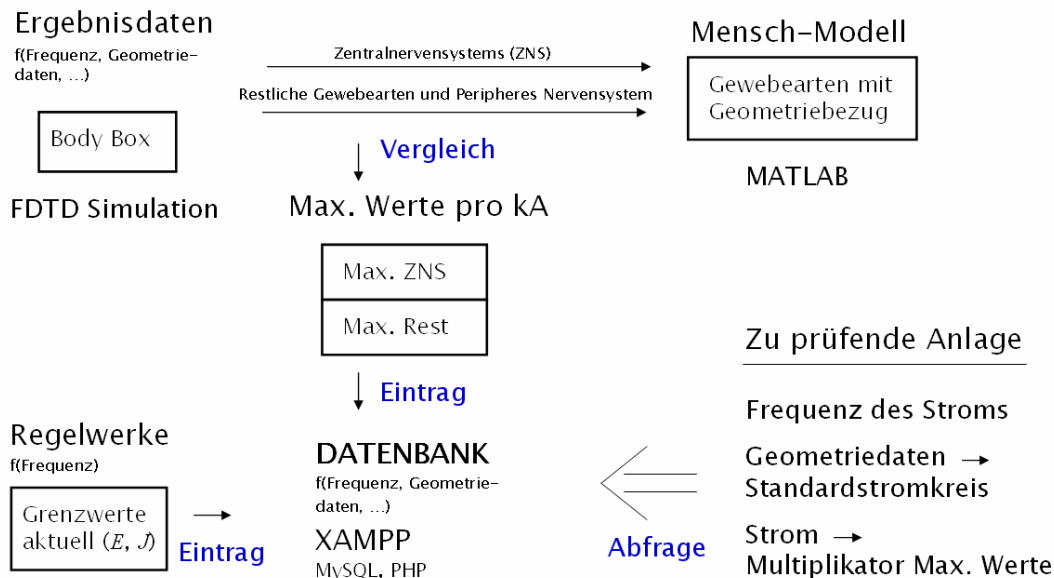 Ergebnisdaten
f(Frequenz, Geometrie-
daten, ...)
Body Box
FDTD Simulation
Zentralnervensystems (ZNS)
Restliche Gewebearten und Peripheres Nervensystem
Mensch-Modell
Gewebearten mit
Geometriebezug
MATLAB
Vergleich
Max. Werte pro kA
Max. ZNS
Max. Rest
Eintrag
Regelwerke
f(Frequenz)
Grenzwerte
aktuell (E, J)
Eintrag
DATENBANK
f(Frequenz, Geometrie-
daten, ...)
XAMPP
MySQL, PHP
Abfrage
Zu prüfende Anlage
Frequenz des Stroms
Geometriedaten →
Standardstromkreis
Strom →
Multiplikator Max. Werte